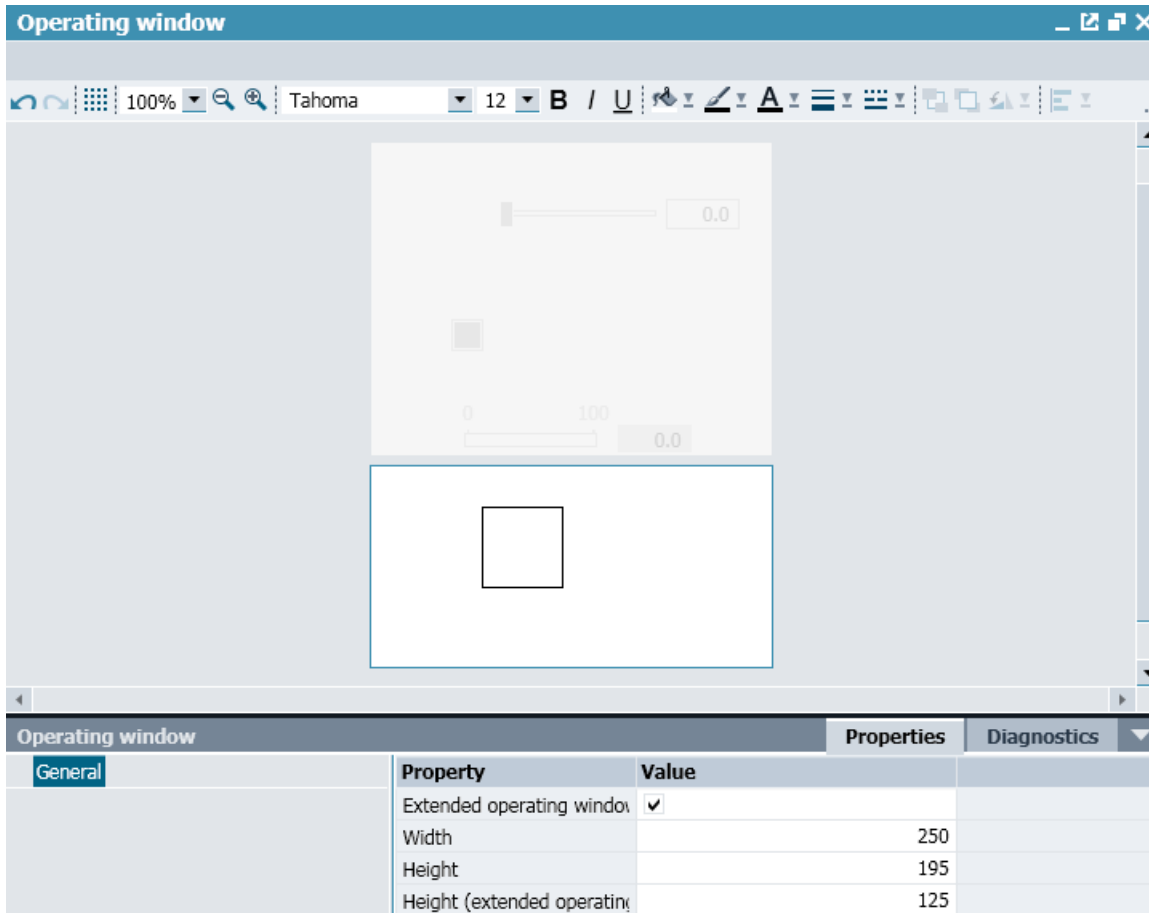 Operating window
100% Tahoma 12 B I U A
0.0
0 100
0.0
Operating window Properties Diagnostics
General Property Value
Extended operating windov
Width 250
Height 195
Height (extended operating 125